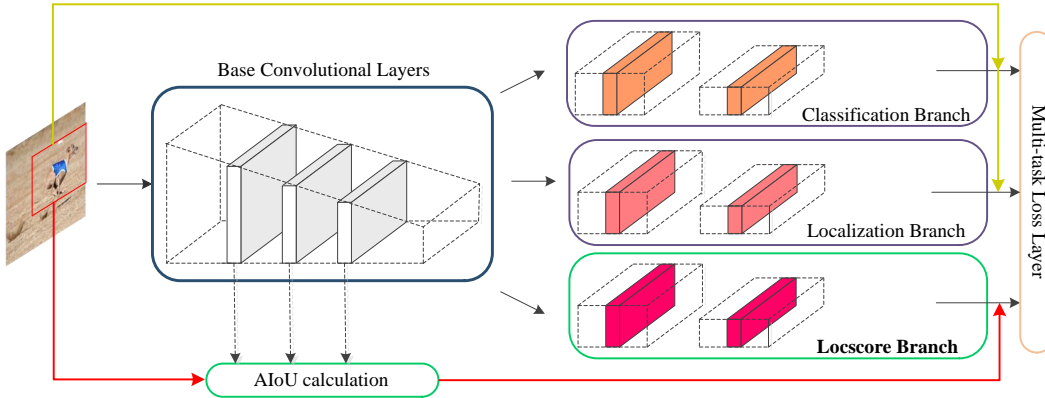 Base Convolutional Layers
Classification Branch
Localization Branch
Locscore Branch
AIoU calculation
Multi-task Loss Layer